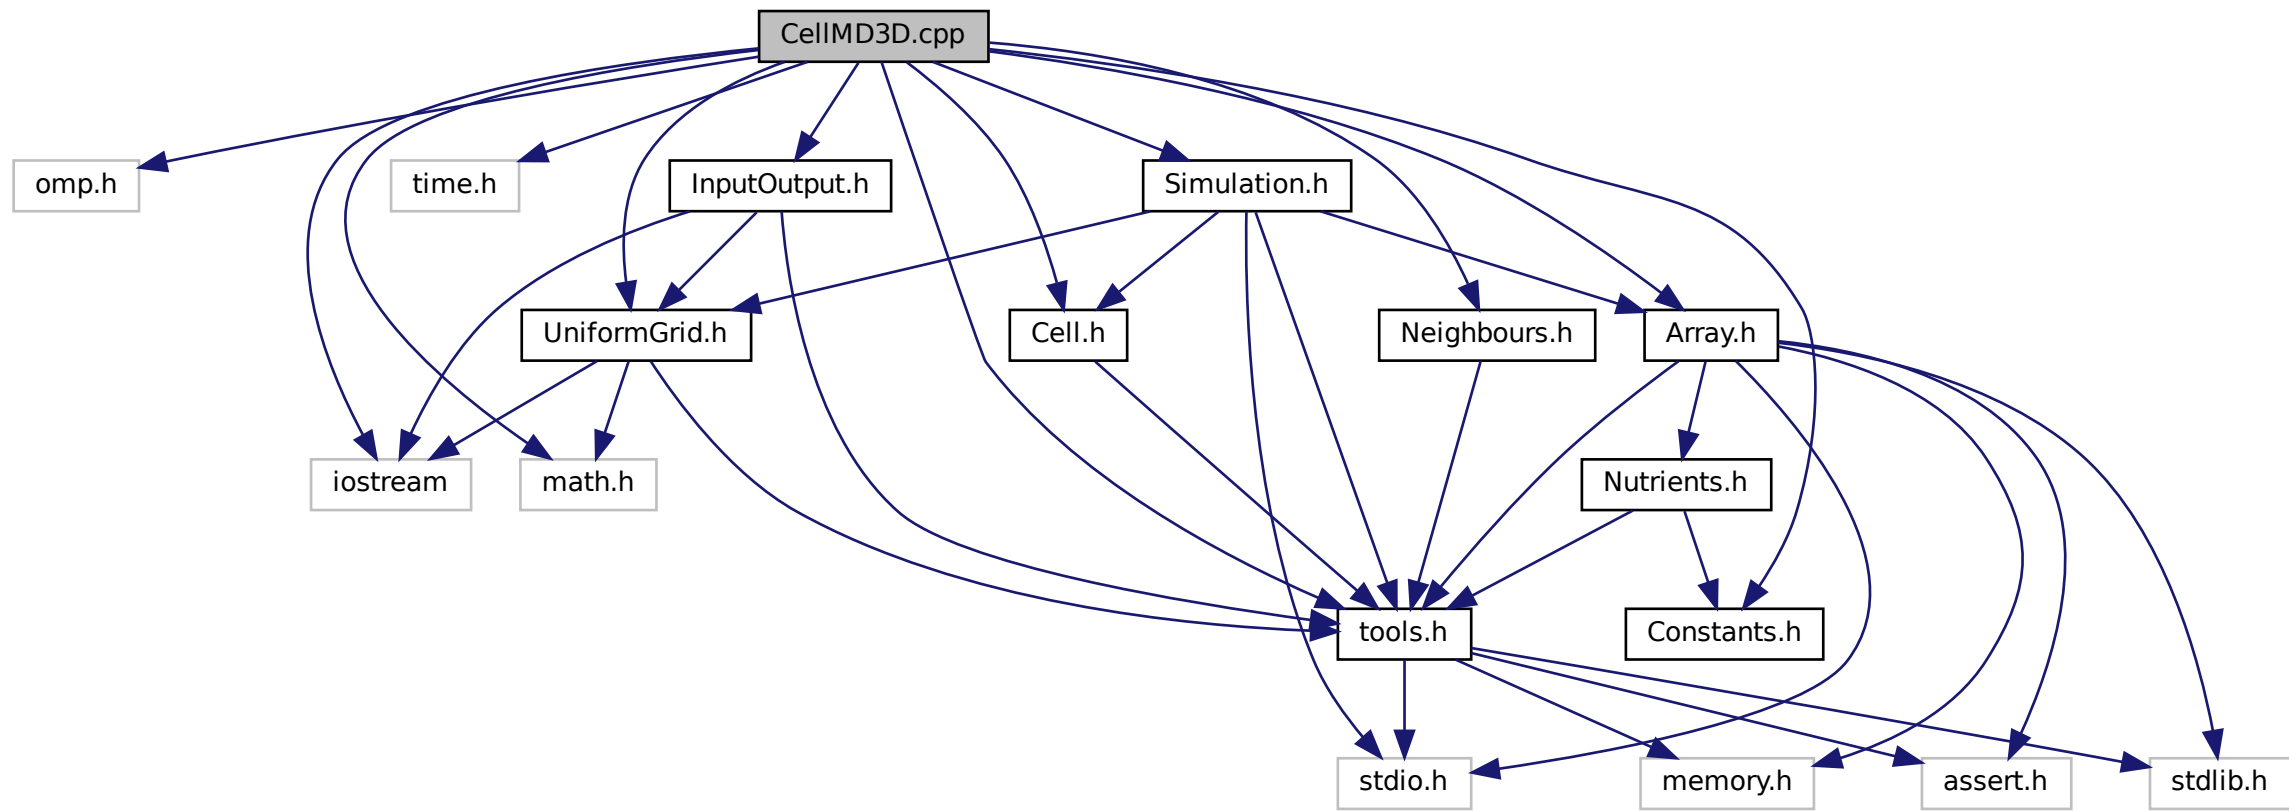 CellMD3D.cpp
omp.h
time.h
InputOutput.h
Simulation.h
UniformGrid.h
Cell.h
Neighbours.h
Array.h
iostream
math.h
Nutrients.h
tools.h
Constants.h
stdio.h
memory.h
assert.h
stdlib.h